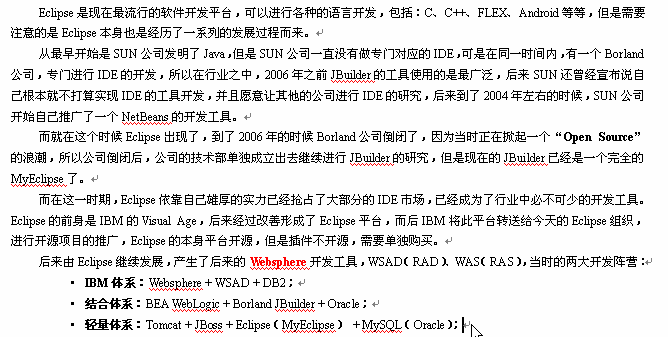 Eclipse 是现在最流行的软件开发平台，可以进行各种的语言开发，包括：C、C++、FLEX、Android 等等，但是需要
注意的是 Eclipse 本身也是经历了一系列的发展过程而来。
从最早开始是 SUN 公司发明了 Java，但是 SUN 公司一直没有做专门对应的 IDE，可是在同一时间内，有一个 Borland
公司，专门进行 IDE 的开发，所以在行业之中，2006 年之前 JBuilder 的工具使用的是最广泛，后来 SUN 还曾经宣布说自
己根本就不打算实现 IDE 的工具开发，并且愿意让其他的公司进行 IDE 的研究，后来到了 2004 年左右的时候，SUN 公司
开始自己推广了一个 NetBeans 的开发工具。
而就在这个时候 Eclipse 出现了，到了 2006 年的时候 Borland 公司倒闭了，因为当时正在掀起一个“Open Source”
的浪潮，所以公司倒闭后，公司的技术部单独成立出去继续进行 JBuilder 的研究，但是现在的 JBuilder 已经是一个完全的
MyEclipse 了。
而在这一时期，Eclipse 依靠自己雄厚的实力已经抢占了大部分的 IDE 市场，已经成为了行业中必不可少的开发工具。
Eclipse 的前身是 IBM 的 Visual Age，后来经过改善形成了 Eclipse 平台，而后 IBM 将此平台转送给今天的 Eclipse 组织，
进行开源项目的推广，Eclipse 的本身平台开源，但是插件不开源，需要单独购买。
后来由 Eclipse 继续发展，产生了后来的 Websphere 开发工具，WSAD（RAD）、WAS（RAS），当时的两大开发阵营：
• IBM 体系：Websphere＋WSAD＋DB2；
• 结合体系：BEA WebLogic＋Borland JBuilder＋Oracle；
• 轻量体系：Tomcat＋JBoss＋Eclipse（MyEclipse）＋MySQL（Oracle）；